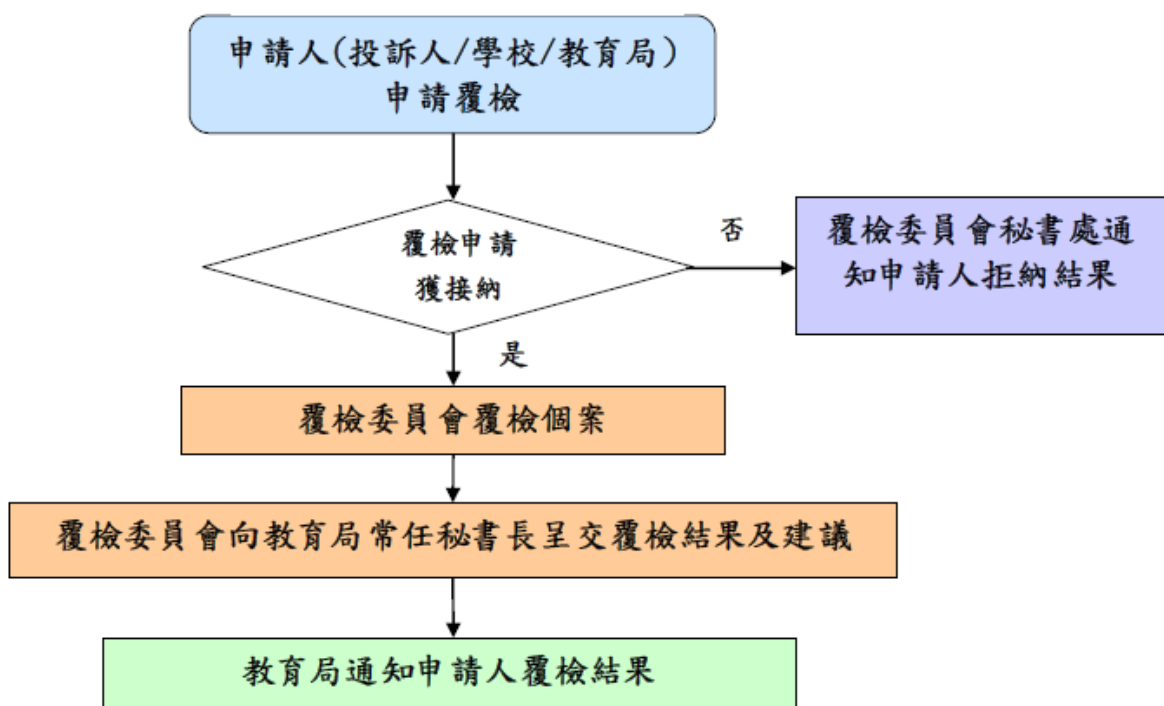 申請人(投訴人/學校/教育局)
申請覆檢
覆檢申請
獲接納
否
覆檢委員會秘書處通
知申請人拒納結果
是
覆檢委員會覆檢個案
覆檢委員會向教育局常任秘書長呈交覆檢結果及建議
教育局通知申請人覆檢結果